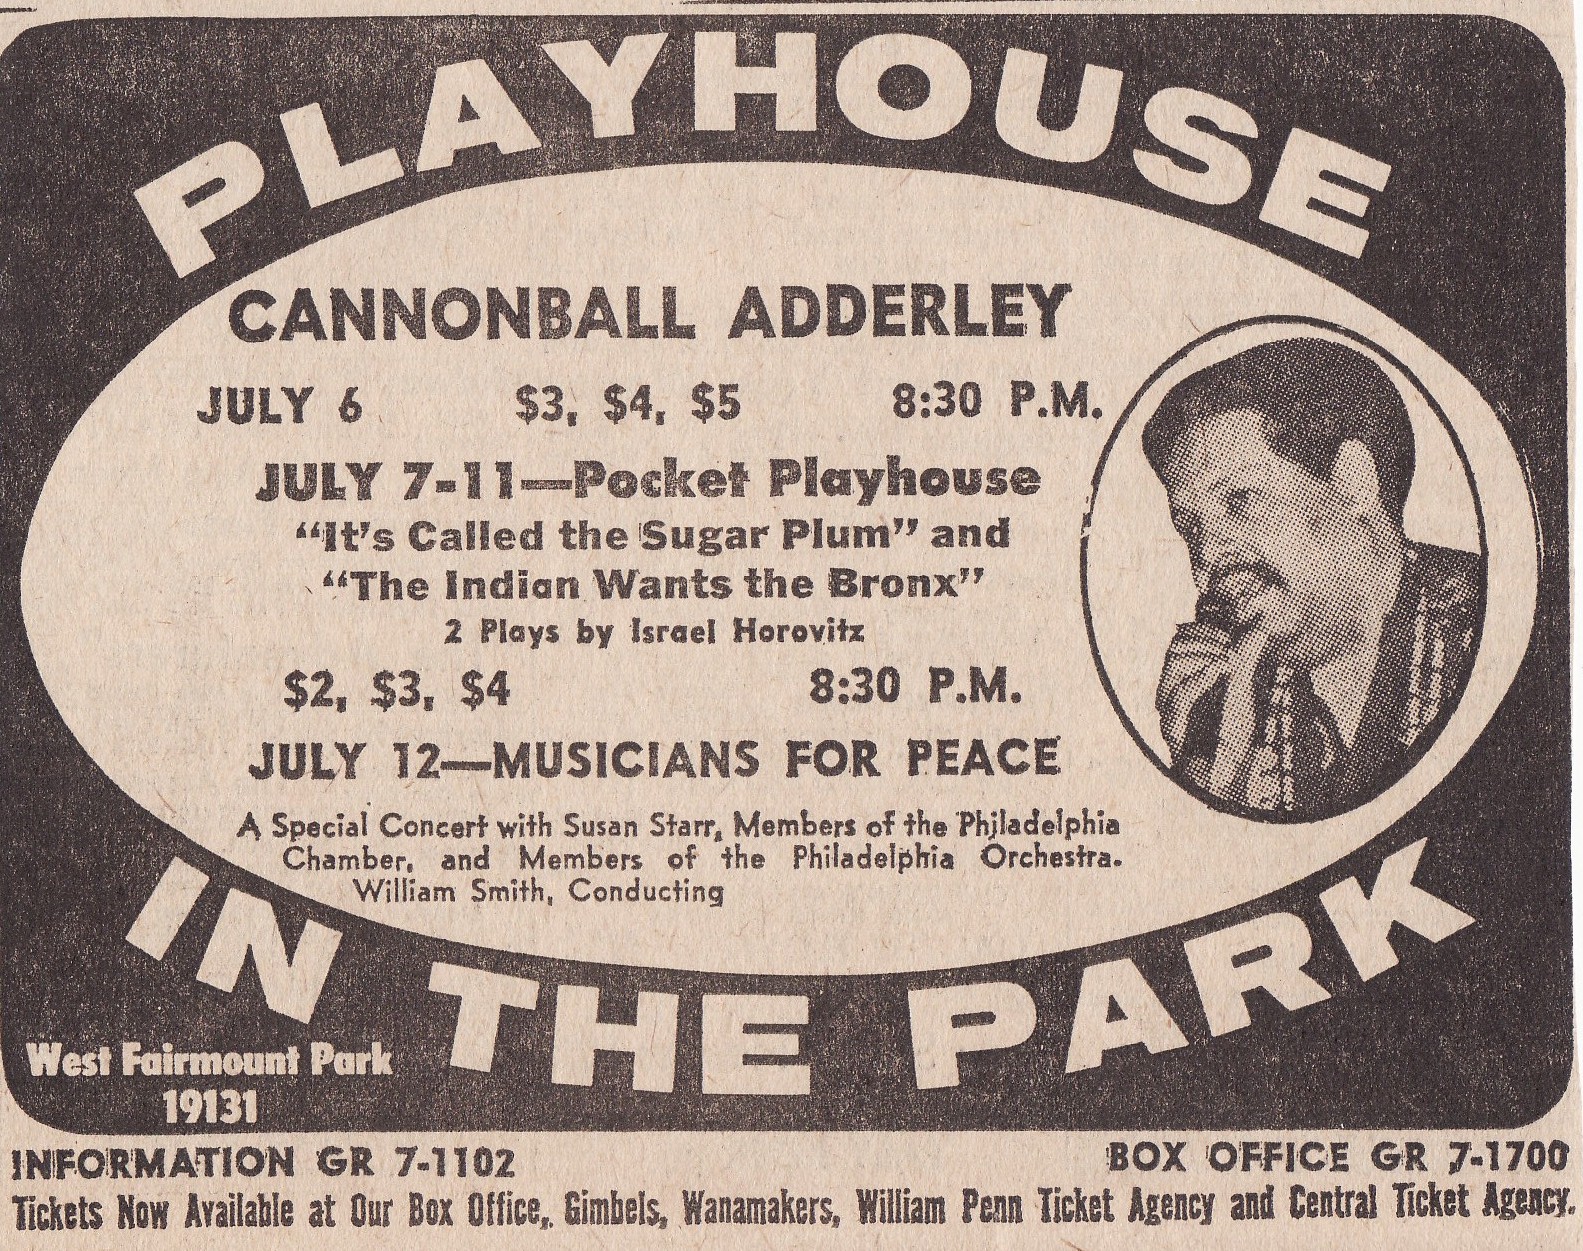 PLAYHOUSE
CANNONBALL ADDERLEY
JULY 6 $3, $4, $5 8:30 P.M.
JULY 7-11—Pocket Playhouse
“It’s Called the Sugar Plum” and
“The Indian Wants the Bronx”
2 Plays by Israel Horovitz
$2, $3, $4 8:30 P.M.
JULY 12—MUSICIANS FOR PEACE
A Special Concert with Susan Starr, Members of the Philadelphia
Chamber, and Members of the Philadelphia Orchestra.
William Smith, Conducting
IN THE PARK
West Fairmount Park
19131
INFORMATION GR 7-1102 BOX OFFICE GR 7-1700
Tickets Now Available at Our Box Office, Gimbels, Wanamakers, William Penn Ticket Agency and Central Ticket Agency.